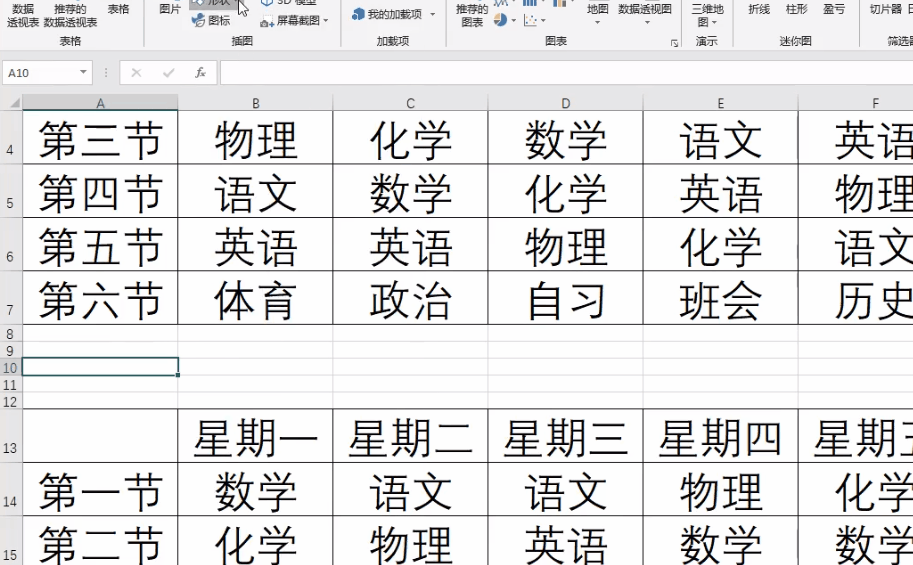 数据 推荐的 表格 图片 形状 3D 模型 推荐的 地图 数据透视图 三维地 折线 柱形 盈亏 切片器
透视表 数据透视表 图标 屏幕截图 我的加载项 图表 图
表格 插图 加载项 图表 演示 迷你图 筛选器
A10 fx
A B C D E F
4 第三节 物理 化学 数学 语文 英语
5 第四节 语文 数学 化学 英语 物理
6 第五节 英语 英语 物理 化学 语文
7 第六节 体育 政治 自习 班会 历史
8
9
10
11
12
13 星期一 星期二 星期三 星期四 星期五
14 第一节 数学 语文 语文 物理 化学
15 第二节 化学 物理 英语 数学 数学